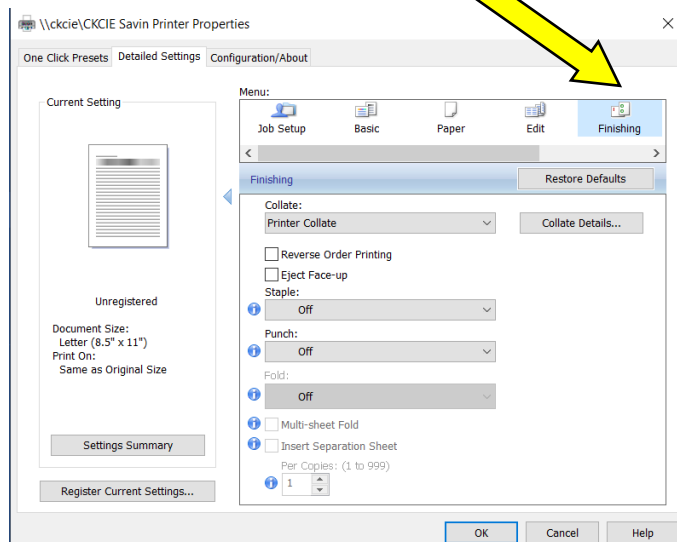 \\ckcie\CKCIE Savin Printer Properties
One Click Presets Detailed Settings Configuration/About
Current Setting
Unregistered
Document Size:
Letter (8.5" x 11")
Print On:
Same as Original Size
Settings Summary
Register Current Settings...
Menu:
Job Setup Basic Paper Edit Finishing
Finishing Restore Defaults
Collate:
Printer Collate Collate Details...
Reverse Order Printing
Eject Face-up
Staple:
Off
Punch:
Off
Fold:
Off
Multi-sheet Fold
Insert Separation Sheet
Per Copies: (1 to 999)
1
OK Cancel Help